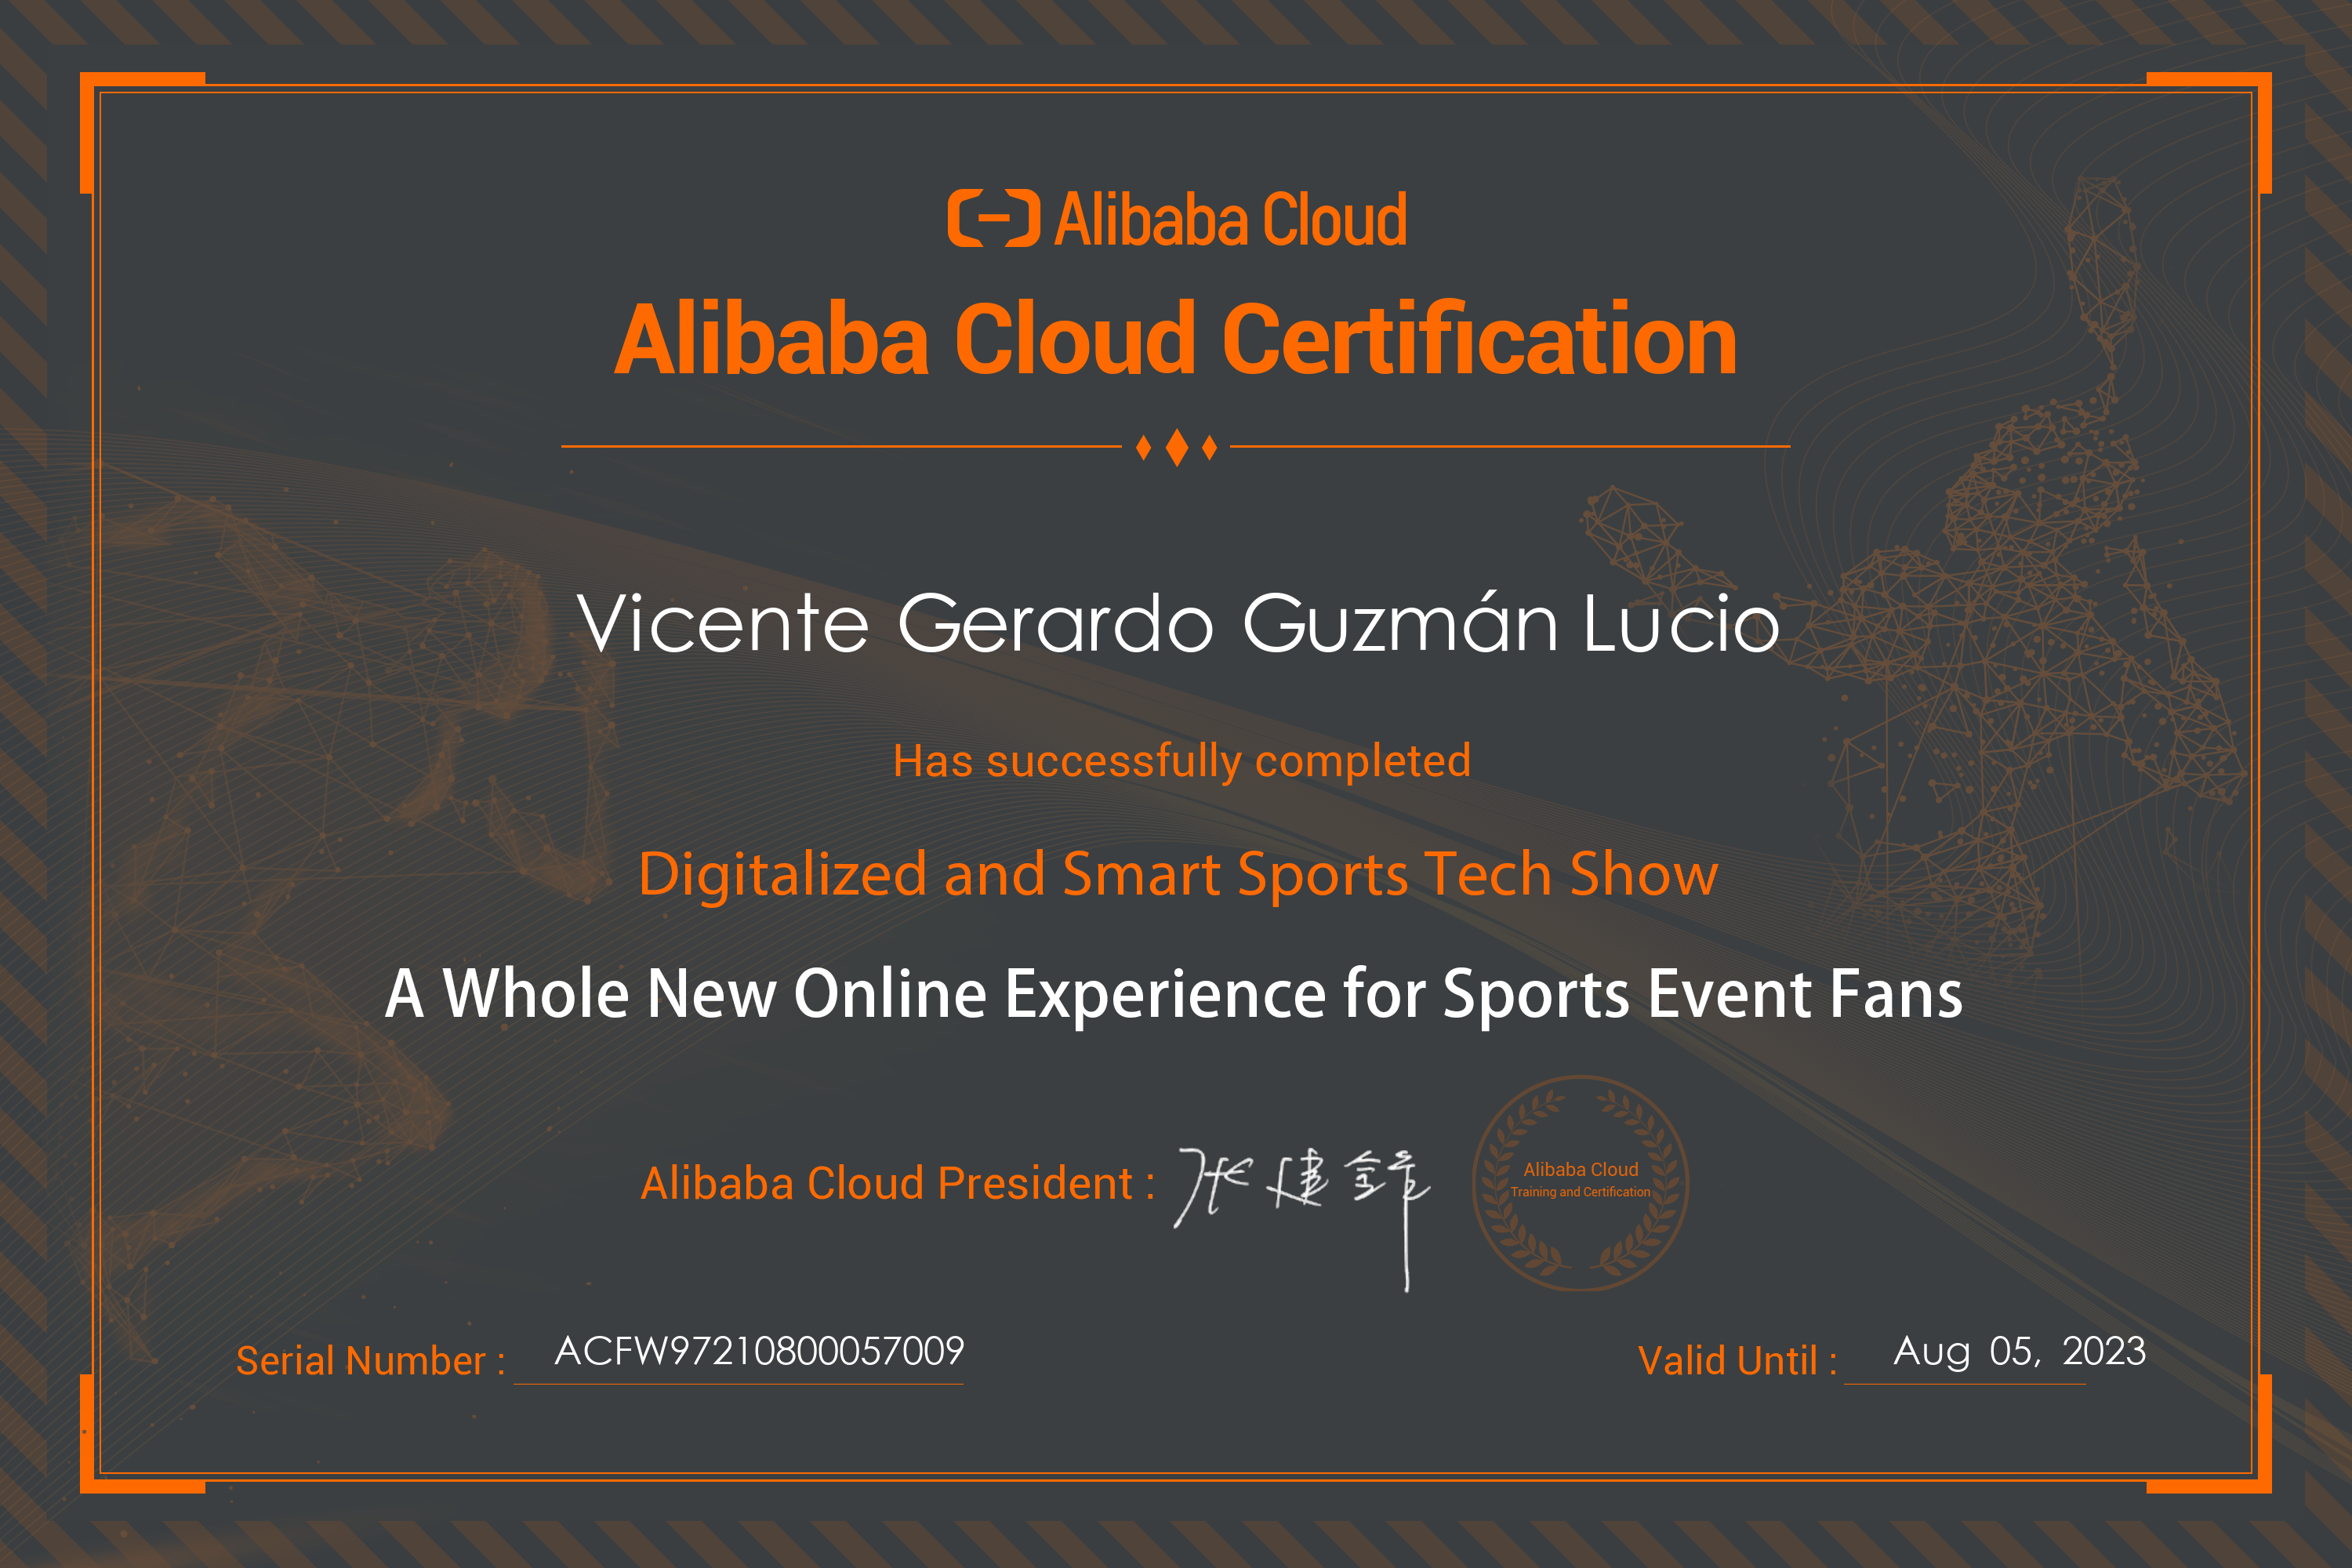 Alibaba Cloud
Alibaba Cloud Certification
Vicente Gerardo Guzmán Lucio
Has successfully completed
Digitalized and Smart Sports Tech Show
A Whole New Online Experience for Sports Event Fans
Alibaba Cloud President : 张建锋
Alibaba Cloud
Training and Certification
Serial Number : ACFW97210800057009
Valid Until : Aug 05, 2023